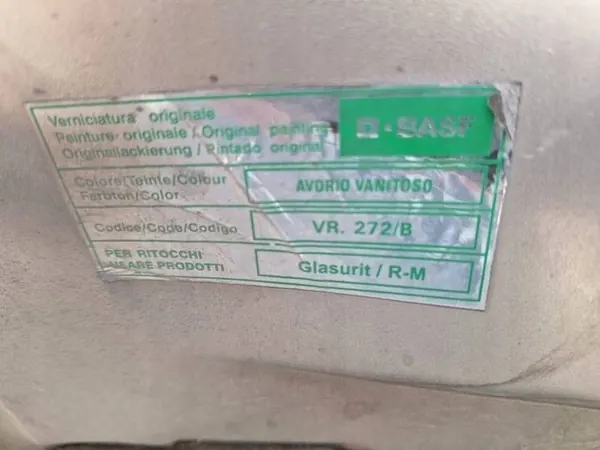 Verniciatura originale
Peinture originale / Original painting
Originallackierung / Pintado original
BASF
Colore/Teinte/Colour
Farbton/Color
AVORIO VANITOSO
Codice/Code/Codigo
VR. 272/B
PER RITOCCHI
USARE PRODOTTI
Glasurit / R-M